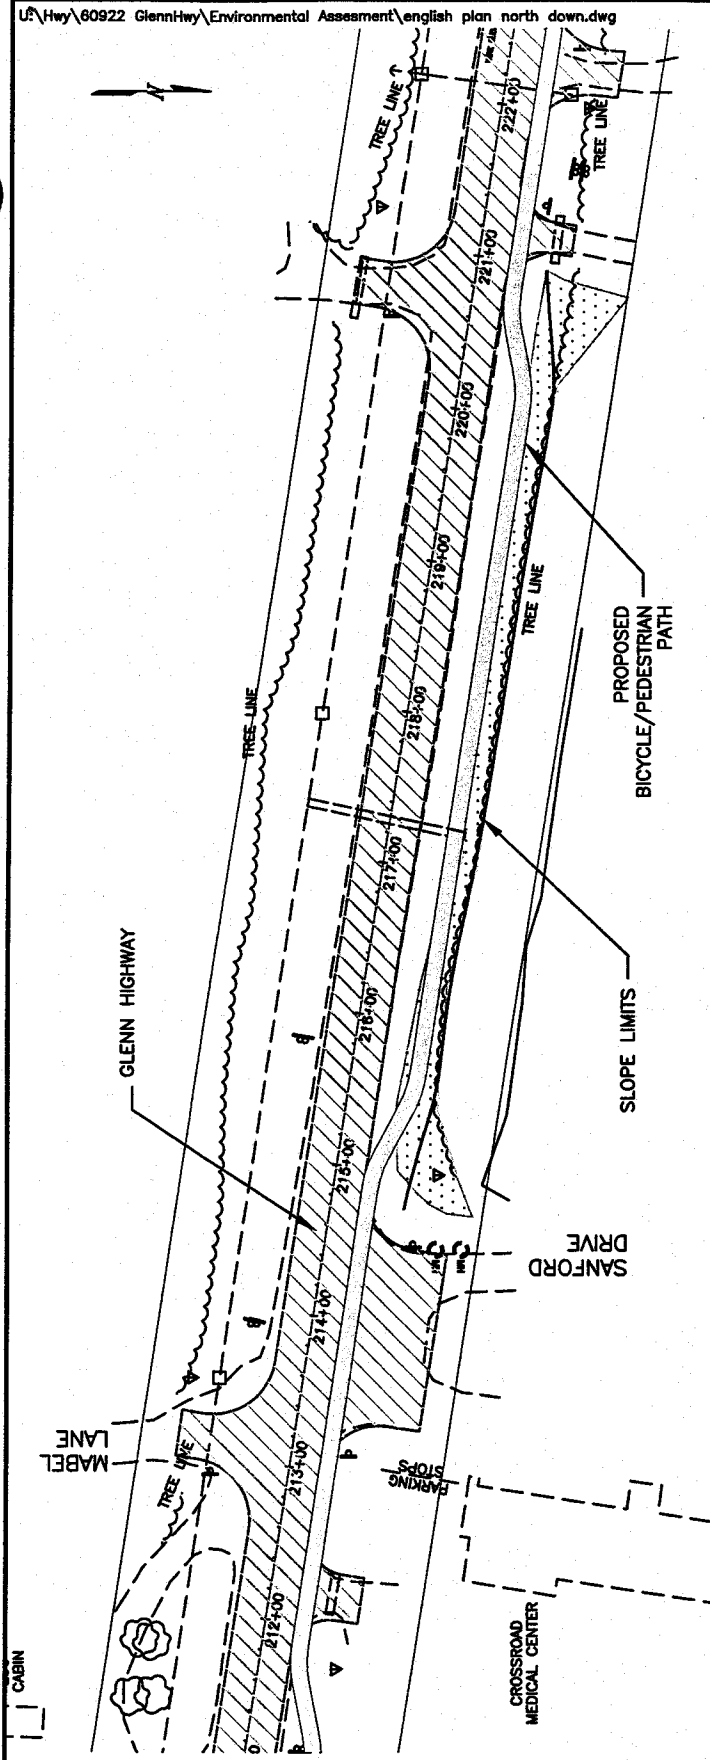 U:\Hwy\60922 GlennHwy\Environmental Assesment\english plan north down.dwg
N
TREE LINE
TREE LINE
222+00
221+00
220+00
219+00
TREE LINE
PROPOSED
BICYCLE/PEDESTRIAN
PATH
218+00
TREE LINE
217+00
216+00
GLENN HIGHWAY
SLOPE LIMITS
215+00
SANFORD
DRIVE
214+00
MABEL
LANE
213+00
TREE LINE
PARKING
STOPS
212+00
CROSSROAD
MEDICAL CENTER
CABIN